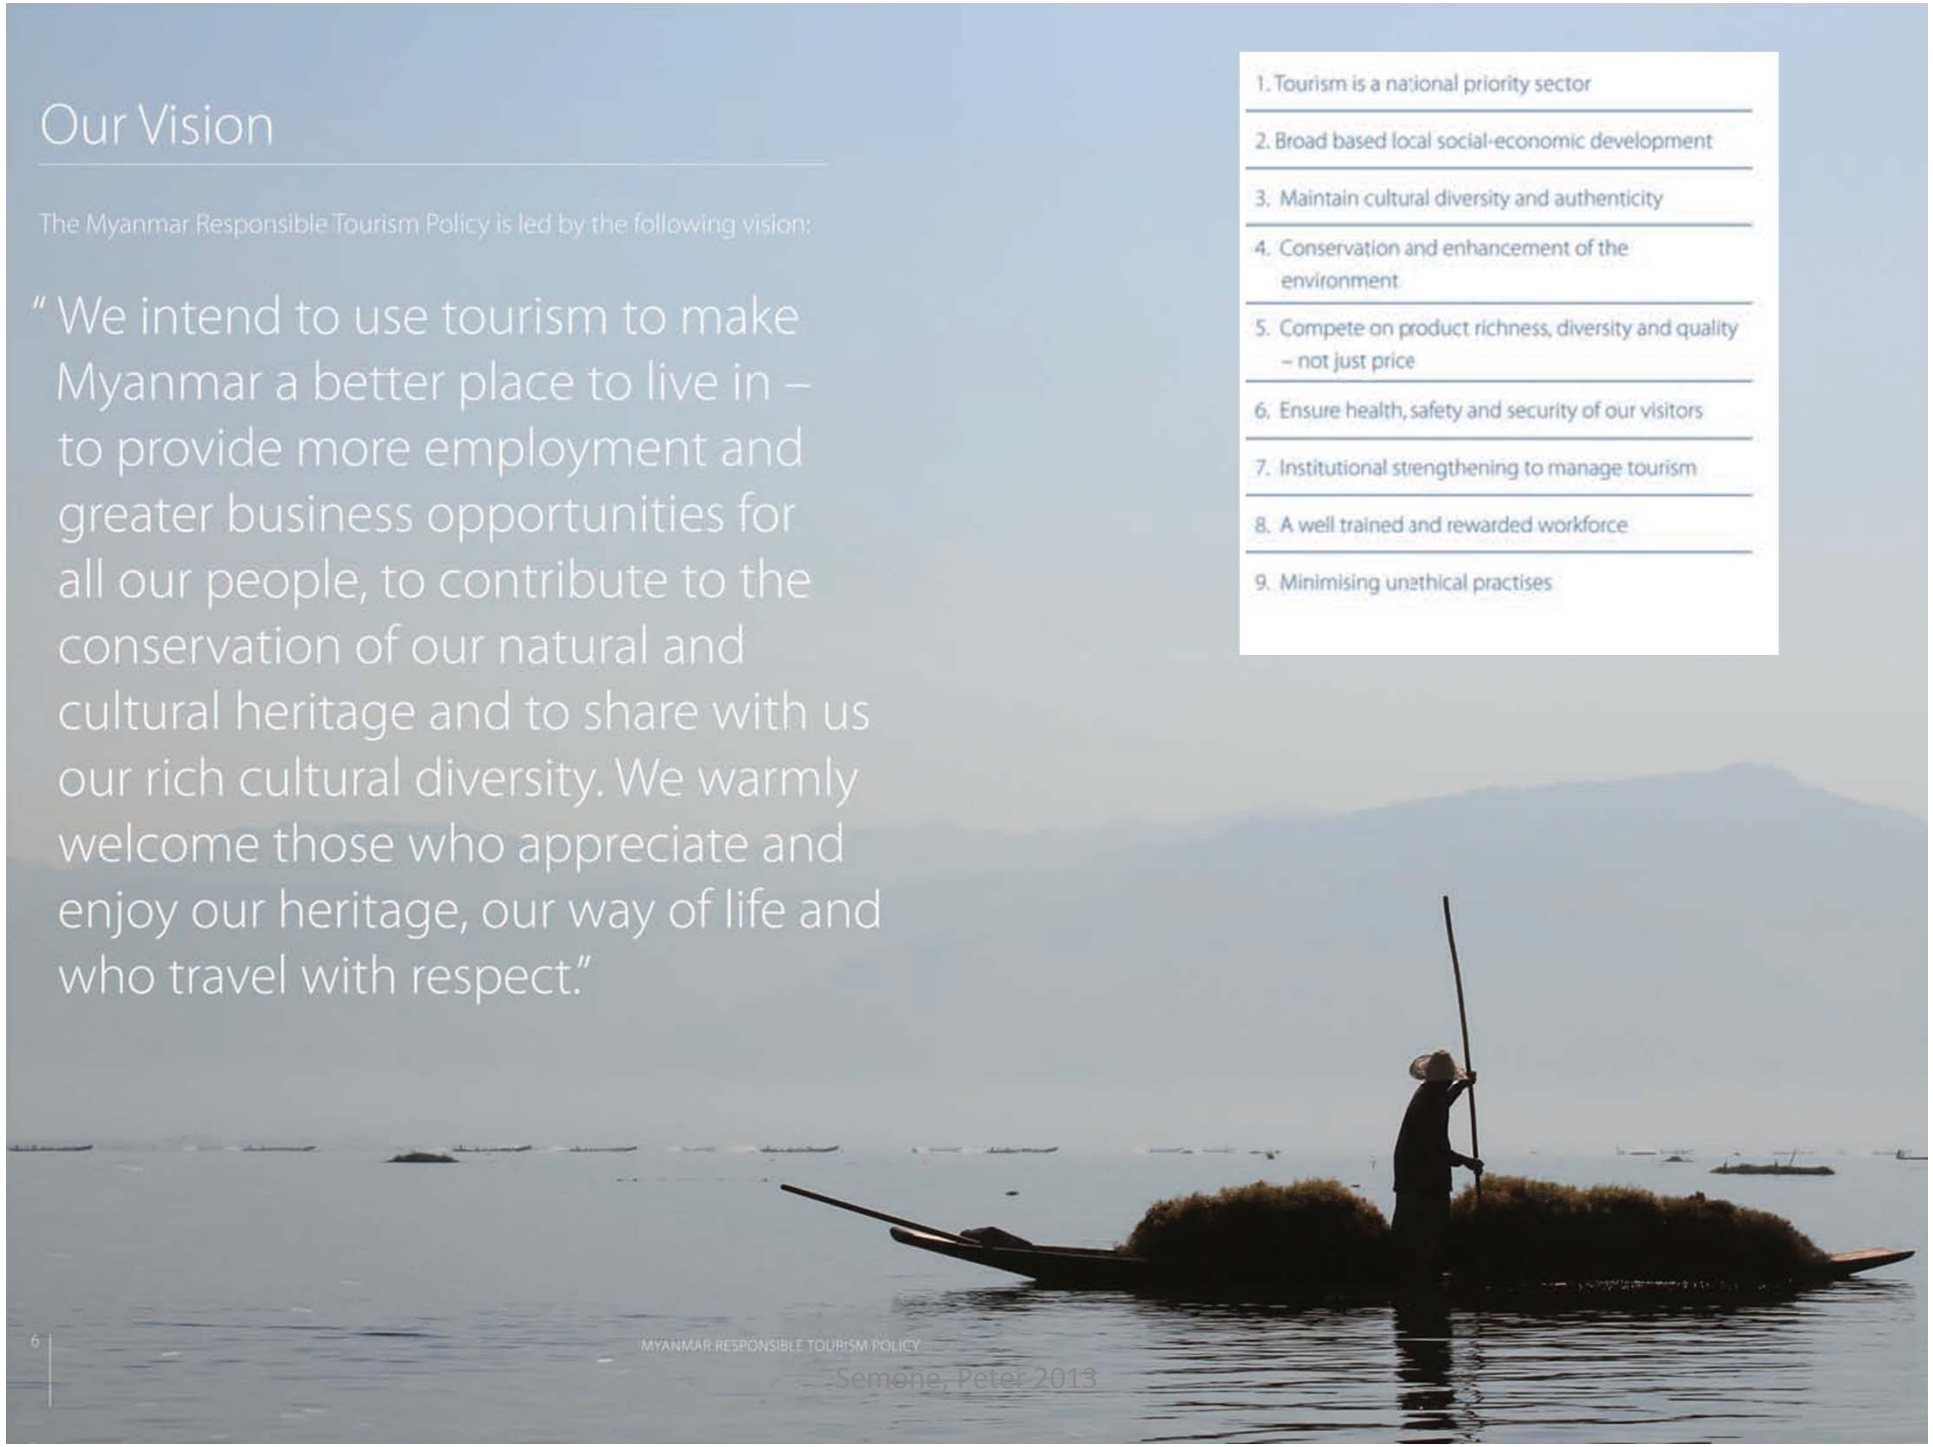 Our Vision
The Myanmar Responsible Tourism Policy is led by the following vision:
“ We intend to use tourism to make
Myanmar a better place to live in –
to provide more employment and
greater business opportunities for
all our people, to contribute to the
conservation of our natural and
cultural heritage and to share with us
our rich cultural diversity. We warmly
welcome those who appreciate and
enjoy our heritage, our way of life and
who travel with respect.”
1. Tourism is a national priority sector
2. Broad based local social-economic development
3. Maintain cultural diversity and authenticity
4. Conservation and enhancement of the
environment
5. Compete on product richness, diversity and quality
– not just price
6. Ensure health, safety and security of our visitors
7. Institutional strengthening to manage tourism
8. A well trained and rewarded workforce
9. Minimising unethical practises
6
MYANMAR RESPONSIBLE TOURISM POLICY
Semone, Peter 2013